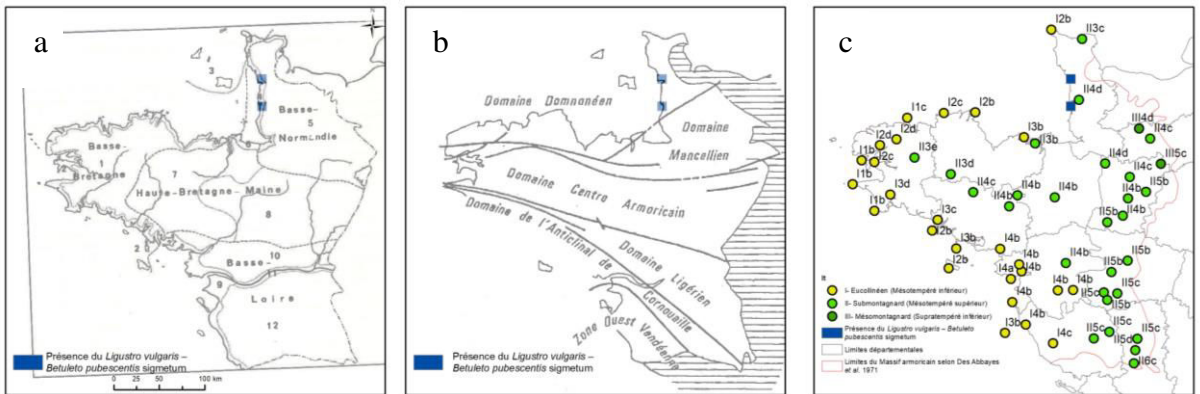 a
N
3
Basse-
5
Normandie
4
6
Basse-
1
Bretagne
7
Haute-Bretagne-Maine
8
2
10
Basse-
11
9
Loire
12
Présence du Ligustro vulgaris –
Betuleto pubescentis sigmetum
0 25 50 100 km
b
Domaine Domnonéen
Domaine
Mancellien
Domaine Centre Armoricain
Domaine de l'Anticlinal de
Cornouaille
Domaine Ligérien
Zone Ouest Vendéenne
Présence du Ligustro vulgaris –
Betuleto pubescentis sigmetum
c
I2b
II3c
II4d
I1c
I2c
I2b
I2d
I2d
I3b
II3b
III4d
II4c
I1b
I2c
II3e
II4d
III5c
I1b
II3d
II4c
I3d
II4c
II4b
II4b
II4b
II5b
I1b
II4b
II4b
I3c
II5b
I2b
I3b
I4b
I4b
II4b
II5b
I2b
I4a
I4b
II5b
I4b
I4b
I4b
II5c
II5c
II5b
I3b
I4b
II5c
I4c
II5c
II5c
II5d
II6c
I- Eucollinéen (Mésotempéré inférieur)
II- Submontagnard (Mésotempéré supérieur)
III- Mésomontagnard (Supratempéré inférieur)
Présence du Ligustro vulgaris – Betuleto
pubescentis sigmetum
Limites départementales
Limites du Massif armoricain selon Des Abbayes
et al. 1971